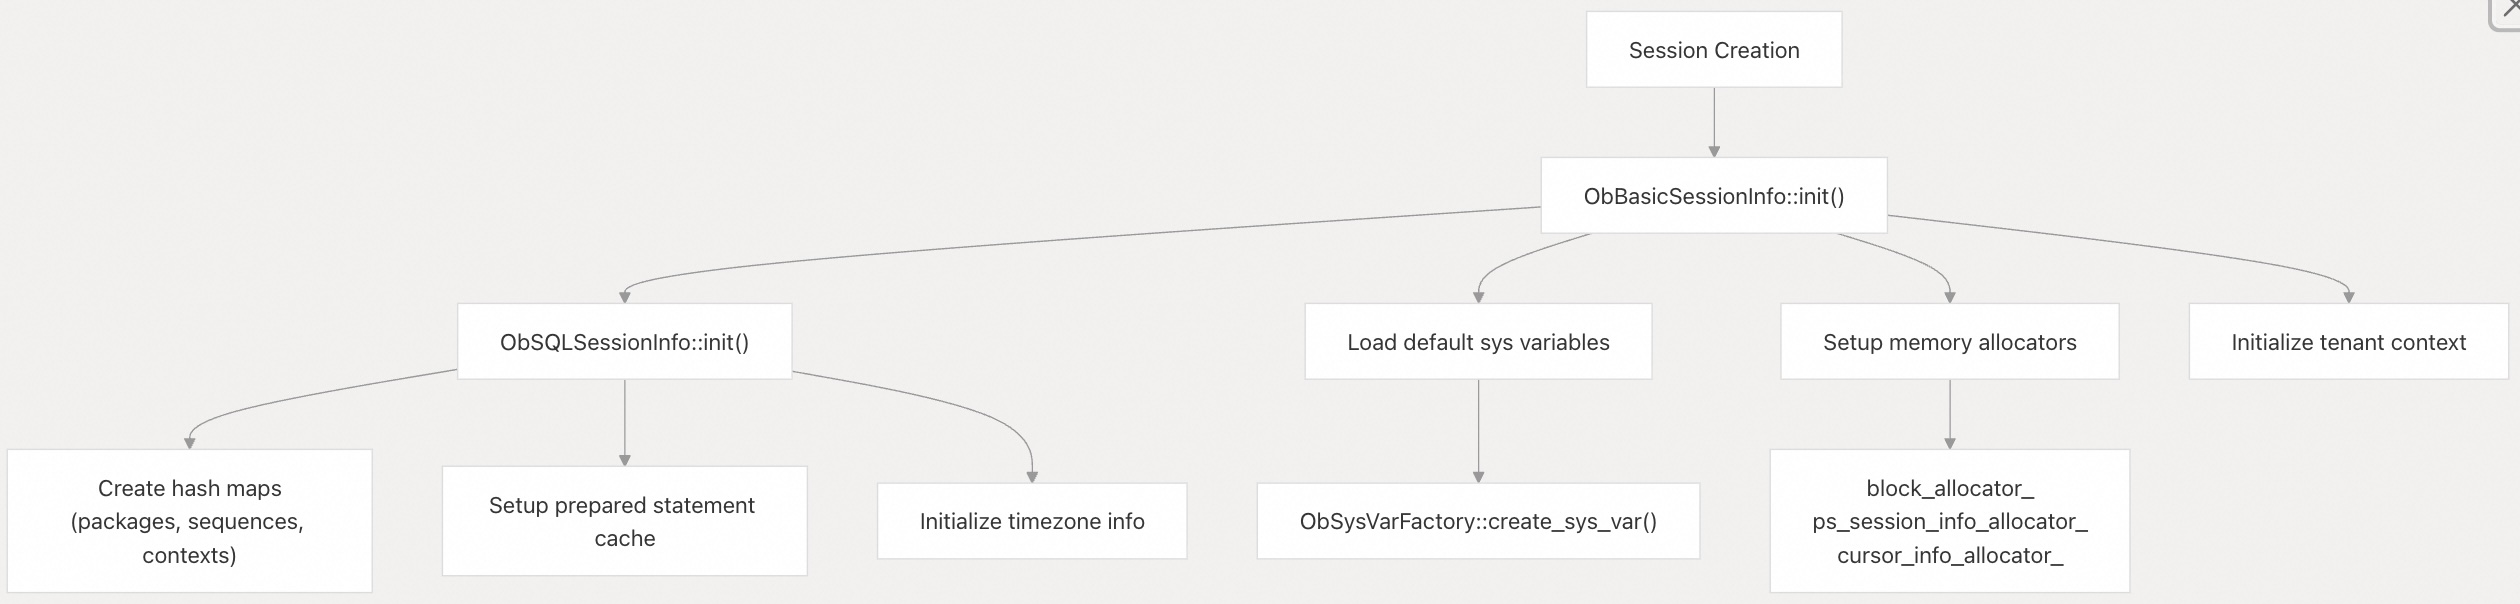 Session Creation
ObBasicSessionInfo::init()
ObSQLSessionInfo::init()
Load default sys variables
Setup memory allocators
Initialize tenant context
Create hash maps
(packages, sequences,
contexts)
Setup prepared statement
cache
Initialize timezone info
ObSysVarFactory::create_sys_var()
block_allocator_
ps_session_info_allocator_
cursor_info_allocator_